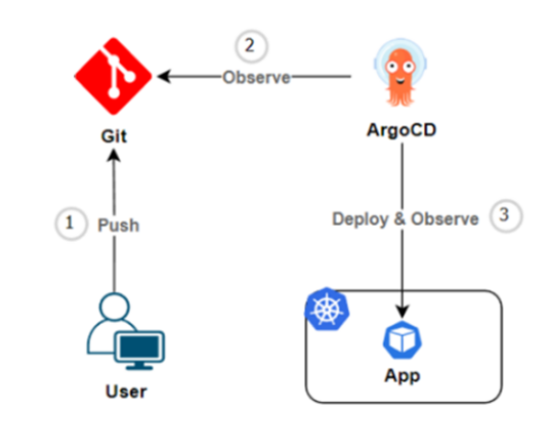 2
Observe
Git
ArgoCD
1
Push
Deploy & Observe
3
User
App